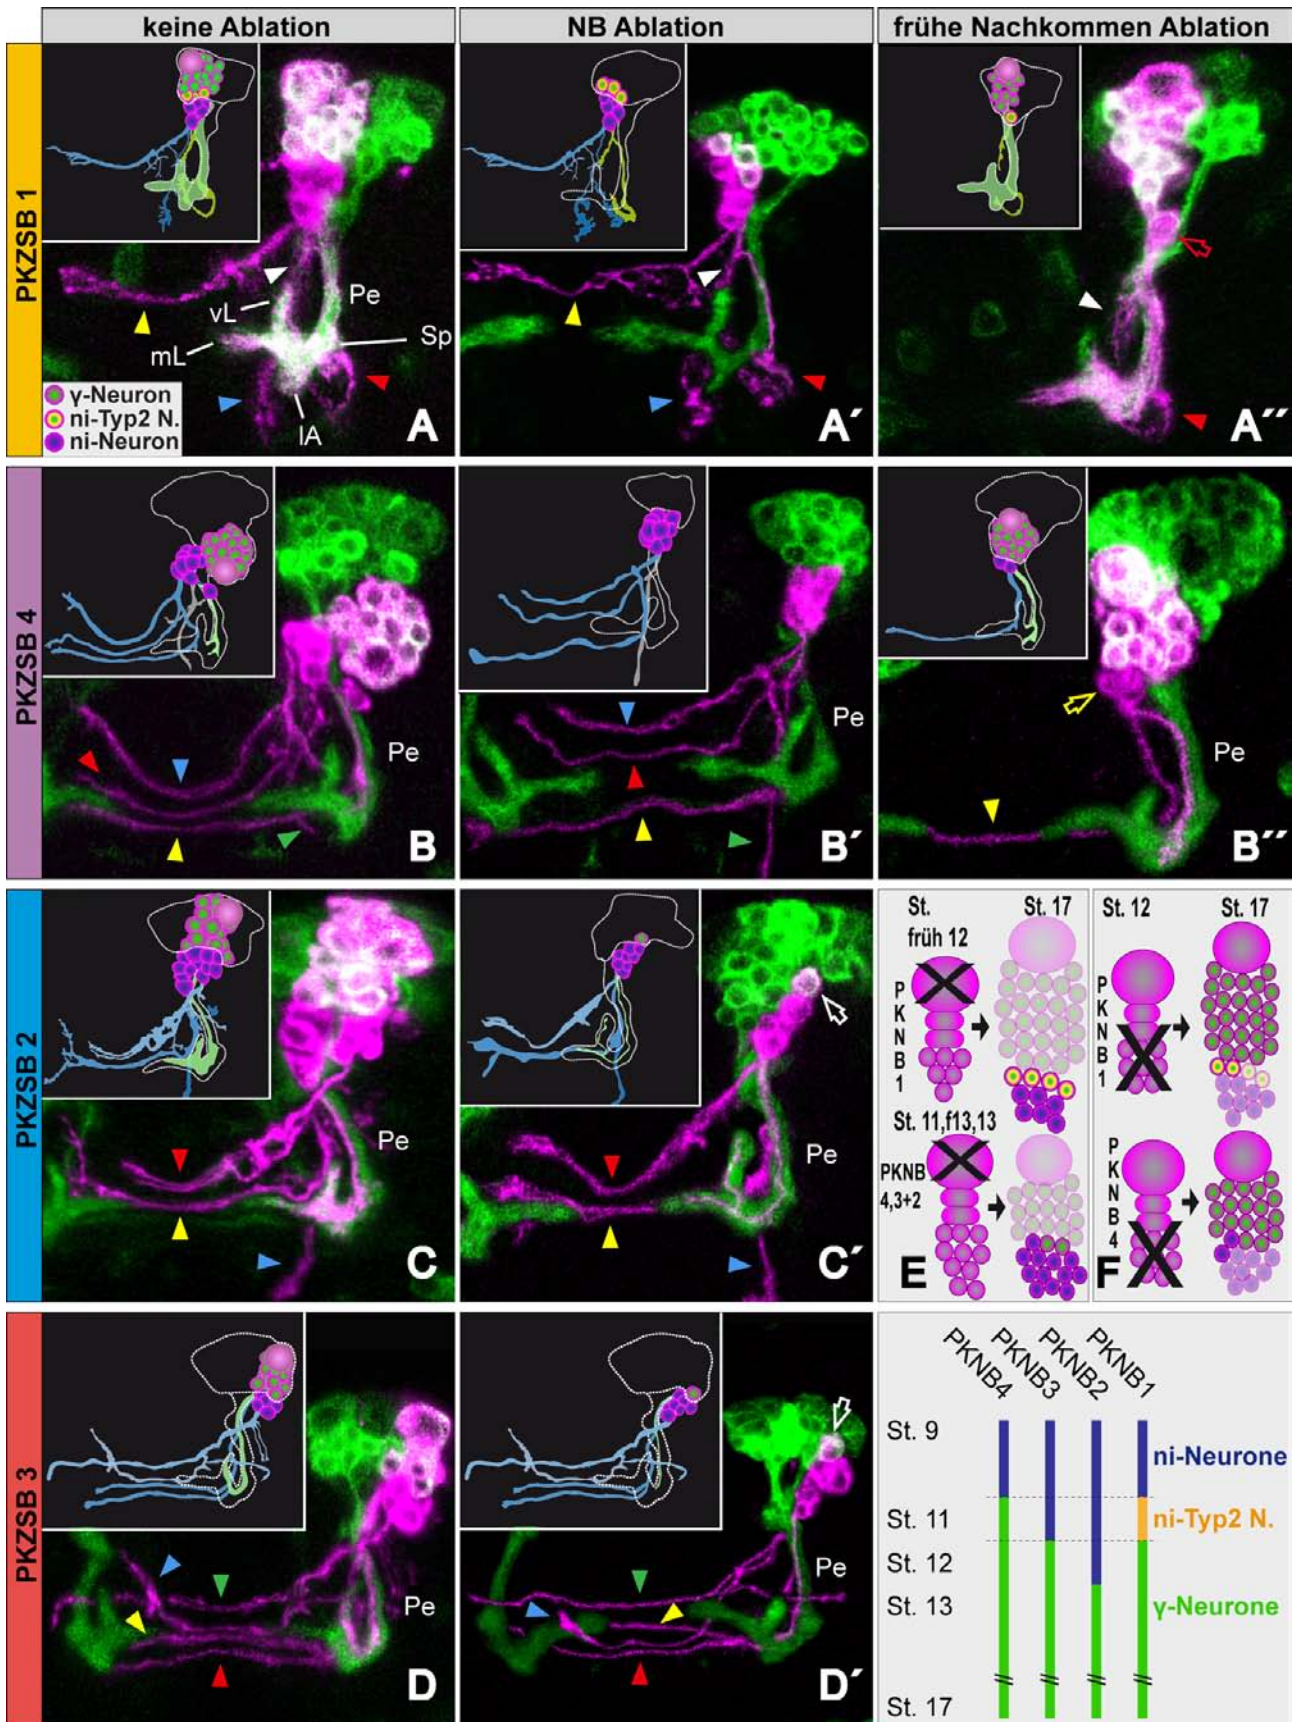 keine Ablation
NB Ablation
frühe Nachkommen Ablation
PKZSB 1
vL
Pe
mL
Sp
lA
γ-Neuron
ni-Typ2 N.
ni-Neuron
A
A´
A´´
PKZSB 4
Pe
B
Pe
B´
Pe
B´´
PKZSB 2
Pe
C
Pe
C´
St.
früh 12
St. 17
PKNB1
St. 11,f13,13
PKNB
4,3+2
E
St. 12
St. 17
PKNB1
PKNB4
F
PKZSB 3
Pe
D
Pe
D´
PKNB4
PKNB3
PKNB2
PKNB1
St. 9
ni-Neurone
St. 11
ni-Typ2 N.
St. 12
St. 13
γ-Neurone
St. 17